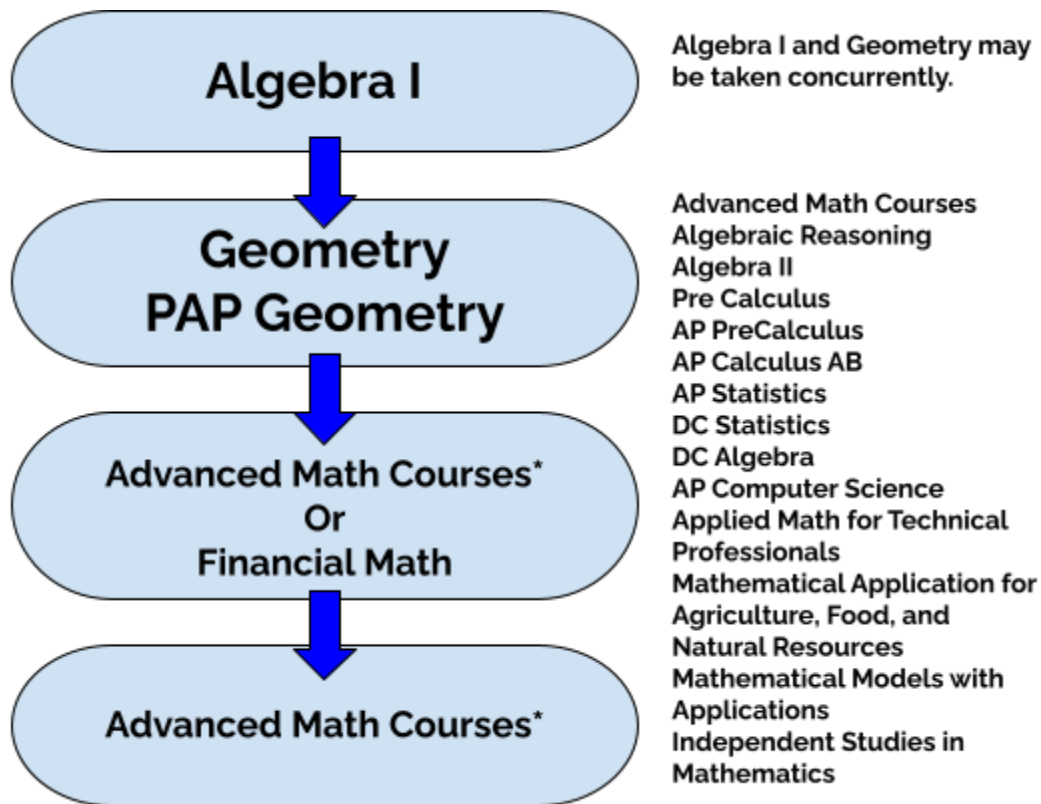 Algebra I
Geometry
PAP Geometry
Advanced Math Courses*
Or
Financial Math
Advanced Math Courses*
Algebra I and Geometry may
be taken concurrently.
Advanced Math Courses
Algebraic Reasoning
Algebra II
Pre Calculus
AP PreCalculus
AP Calculus AB
AP Statistics
DC Statistics
DC Algebra
AP Computer Science
Applied Math for Technical
Professionals
Mathematical Application for
Agriculture, Food, and
Natural Resources
Mathematical Models with
Applications
Independent Studies in
Mathematics